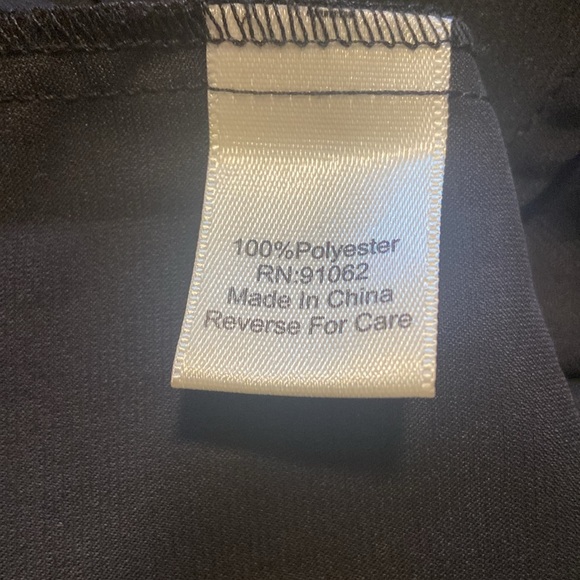 100%Polyester
RN:91062
Made In China
Reverse For Care